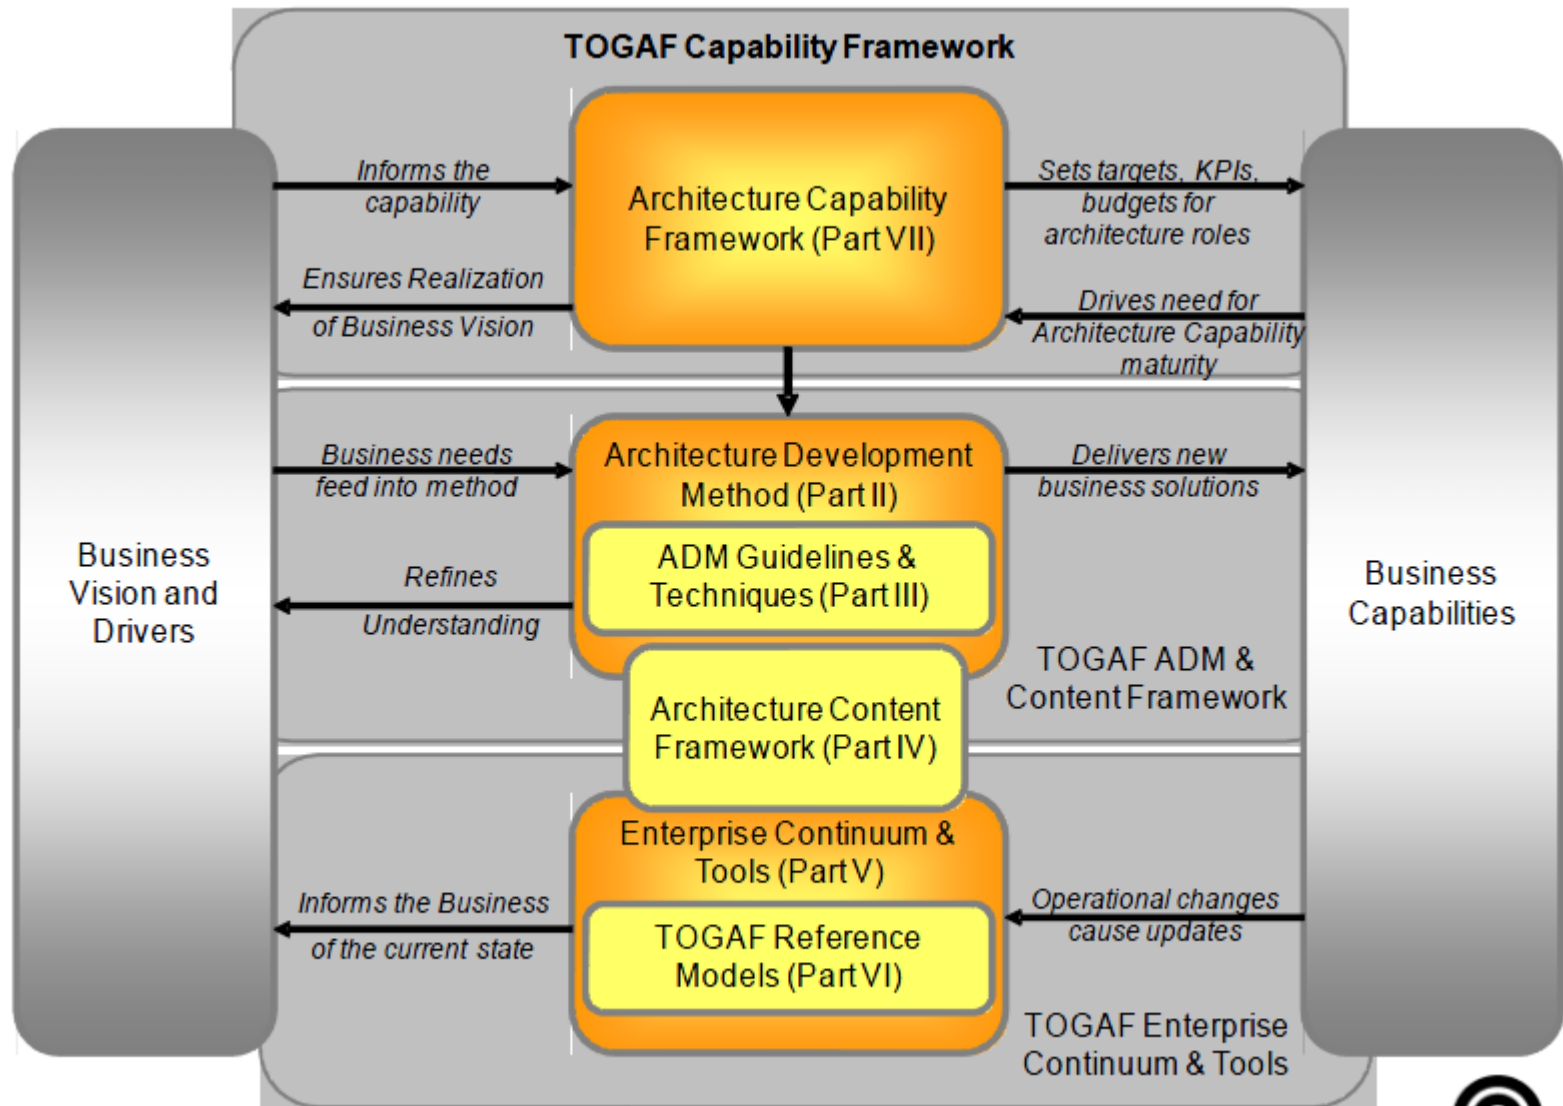 TOGAF Capability Framework
Informs the
capability
Ensures Realization
of Business Vision
Architecture Capability
Framework (Part VII)
Sets targets, KPIs,
budgets for
architecture roles
Drives need for
Architecture Capability
maturity
Business
Vision and
Drivers
Business needs
feed into method
Refines
Understanding
Architecture Development
Method (Part II)
ADM Guidelines &
Techniques (Part III)
Architecture Content
Framework (Part IV)
Delivers new
business solutions
TOGAF ADM &
Content Framework
Business
Capabilities
Informs the Business
of the current state
Enterprise Continuum &
Tools (Part V)
TOGAF Reference
Models (Part VI)
Operational changes
cause updates
TOGAF Enterprise
Continuum & Tools